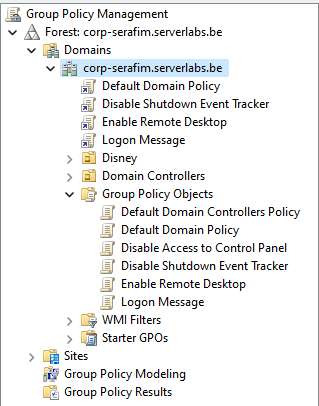 Group Policy Management
Forest: corp-serafim.serverlabs.be
Domains
corp-serafim.serverlabs.be
Default Domain Policy
Disable Shutdown Event Tracker
Enable Remote Desktop
Logon Message
Disney
Domain Controllers
Group Policy Objects
Default Domain Controllers Policy
Default Domain Policy
Disable Access to Control Panel
Disable Shutdown Event Tracker
Enable Remote Desktop
Logon Message
WMI Filters
Starter GPOs
Sites
Group Policy Modeling
Group Policy Results